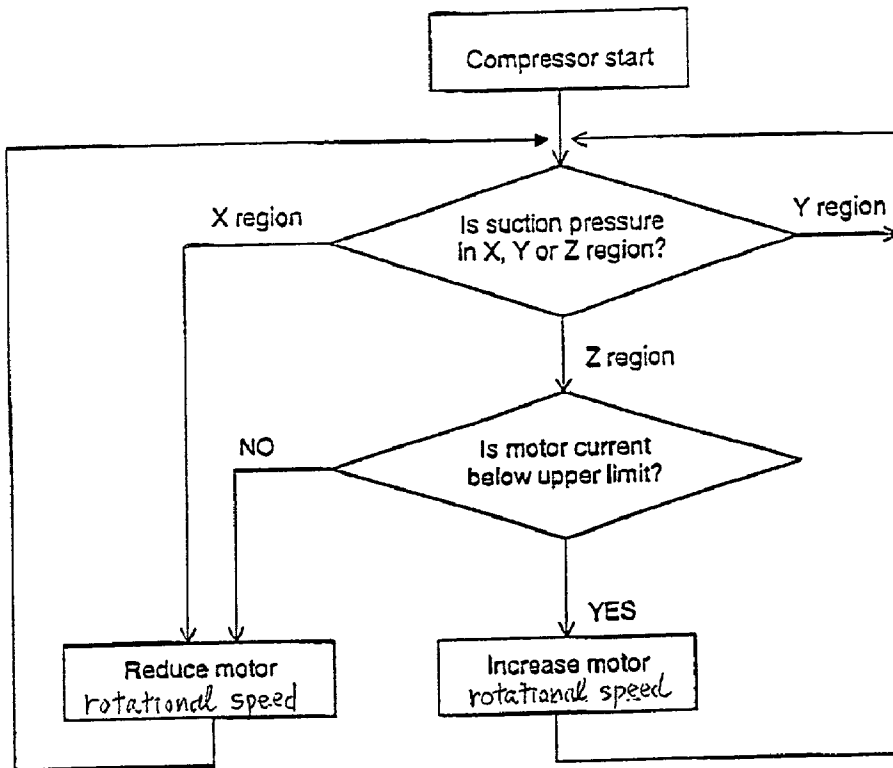 Compressor start
X region
Is suction pressure
in X, Y or Z region?
Y region
Z region
NO
Is motor current
below upper limit?
YES
Reduce motor
rotational speed
Increase motor
rotational speed